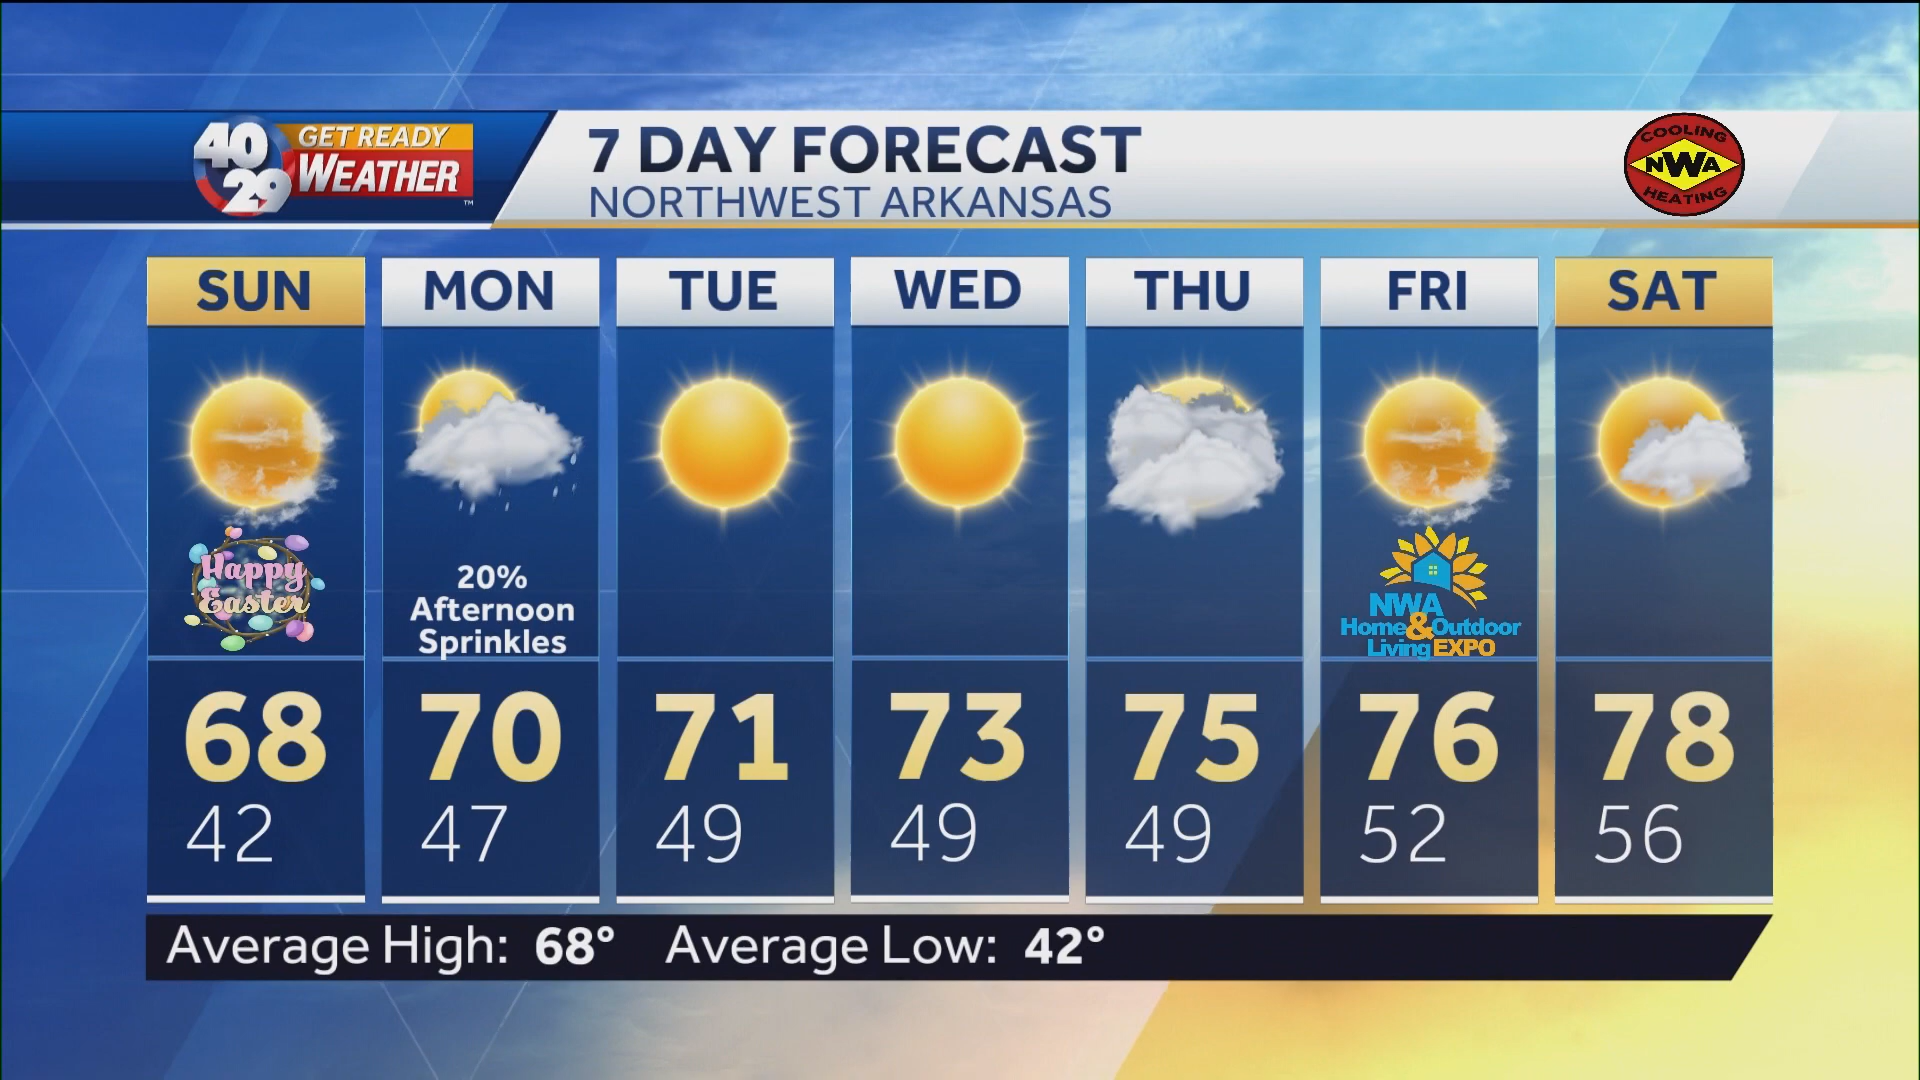 40
29
GET READY
WEATHER
™
7 DAY FORECAST
NORTHWEST ARKANSAS
COOLING
NWA
HEATING
SUN
MON
TUE
WED
THU
FRI
SAT
Happy
Easter
20%
Afternoon
Sprinkles
NWA
Home & Outdoor
Living EXPO
68
70
71
73
75
76
78
42
47
49
49
49
52
56
Average High: 68° Average Low: 42°